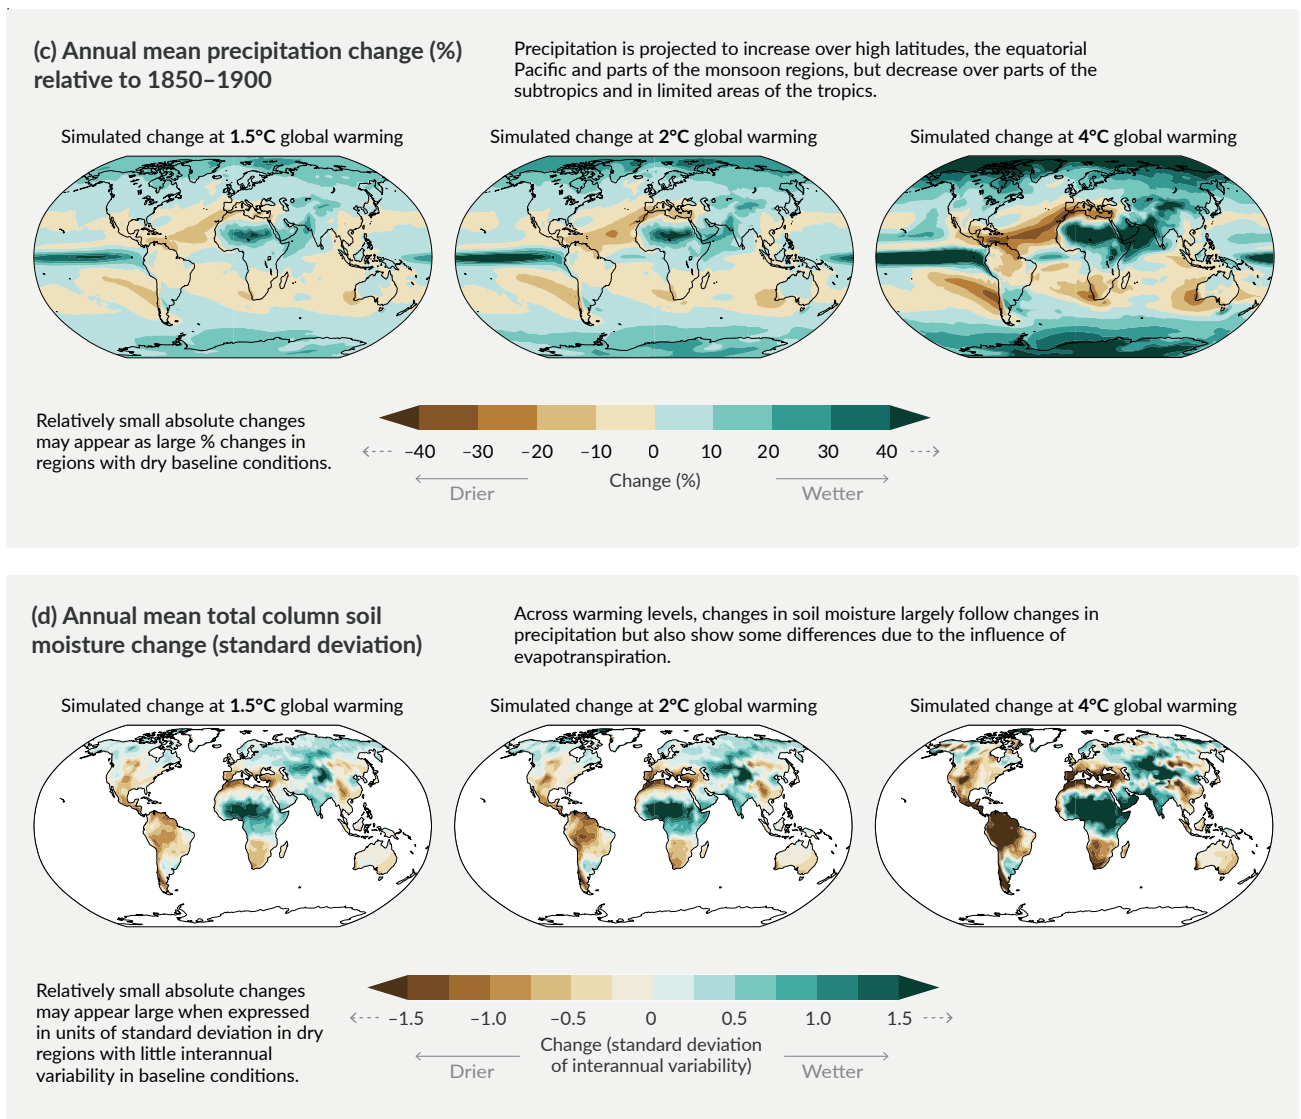 (c) Annual mean precipitation change (%)
relative to 1850–1900
Precipitation is projected to increase over high latitudes, the equatorial
Pacific and parts of the monsoon regions, but decrease over parts of the
subtropics and in limited areas of the tropics.
Simulated change at 1.5°C global warming
Simulated change at 2°C global warming
Simulated change at 4°C global warming
Relatively small absolute changes
may appear as large % changes in
regions with dry baseline conditions.
–40 –30 –20 –10 0 10 20 30 40
Change (%)
Drier
Wetter
(d) Annual mean total column soil
moisture change (standard deviation)
Across warming levels, changes in soil moisture largely follow changes in
precipitation but also show some differences due to the influence of
evapotranspiration.
Simulated change at 1.5°C global warming
Simulated change at 2°C global warming
Simulated change at 4°C global warming
Relatively small absolute changes
may appear large when expressed
in units of standard deviation in dry
regions with little interannual
variability in baseline conditions.
–1.5 –1.0 –0.5 0 0.5 1.0 1.5
Change (standard deviation
of interannual variability)
Drier
Wetter